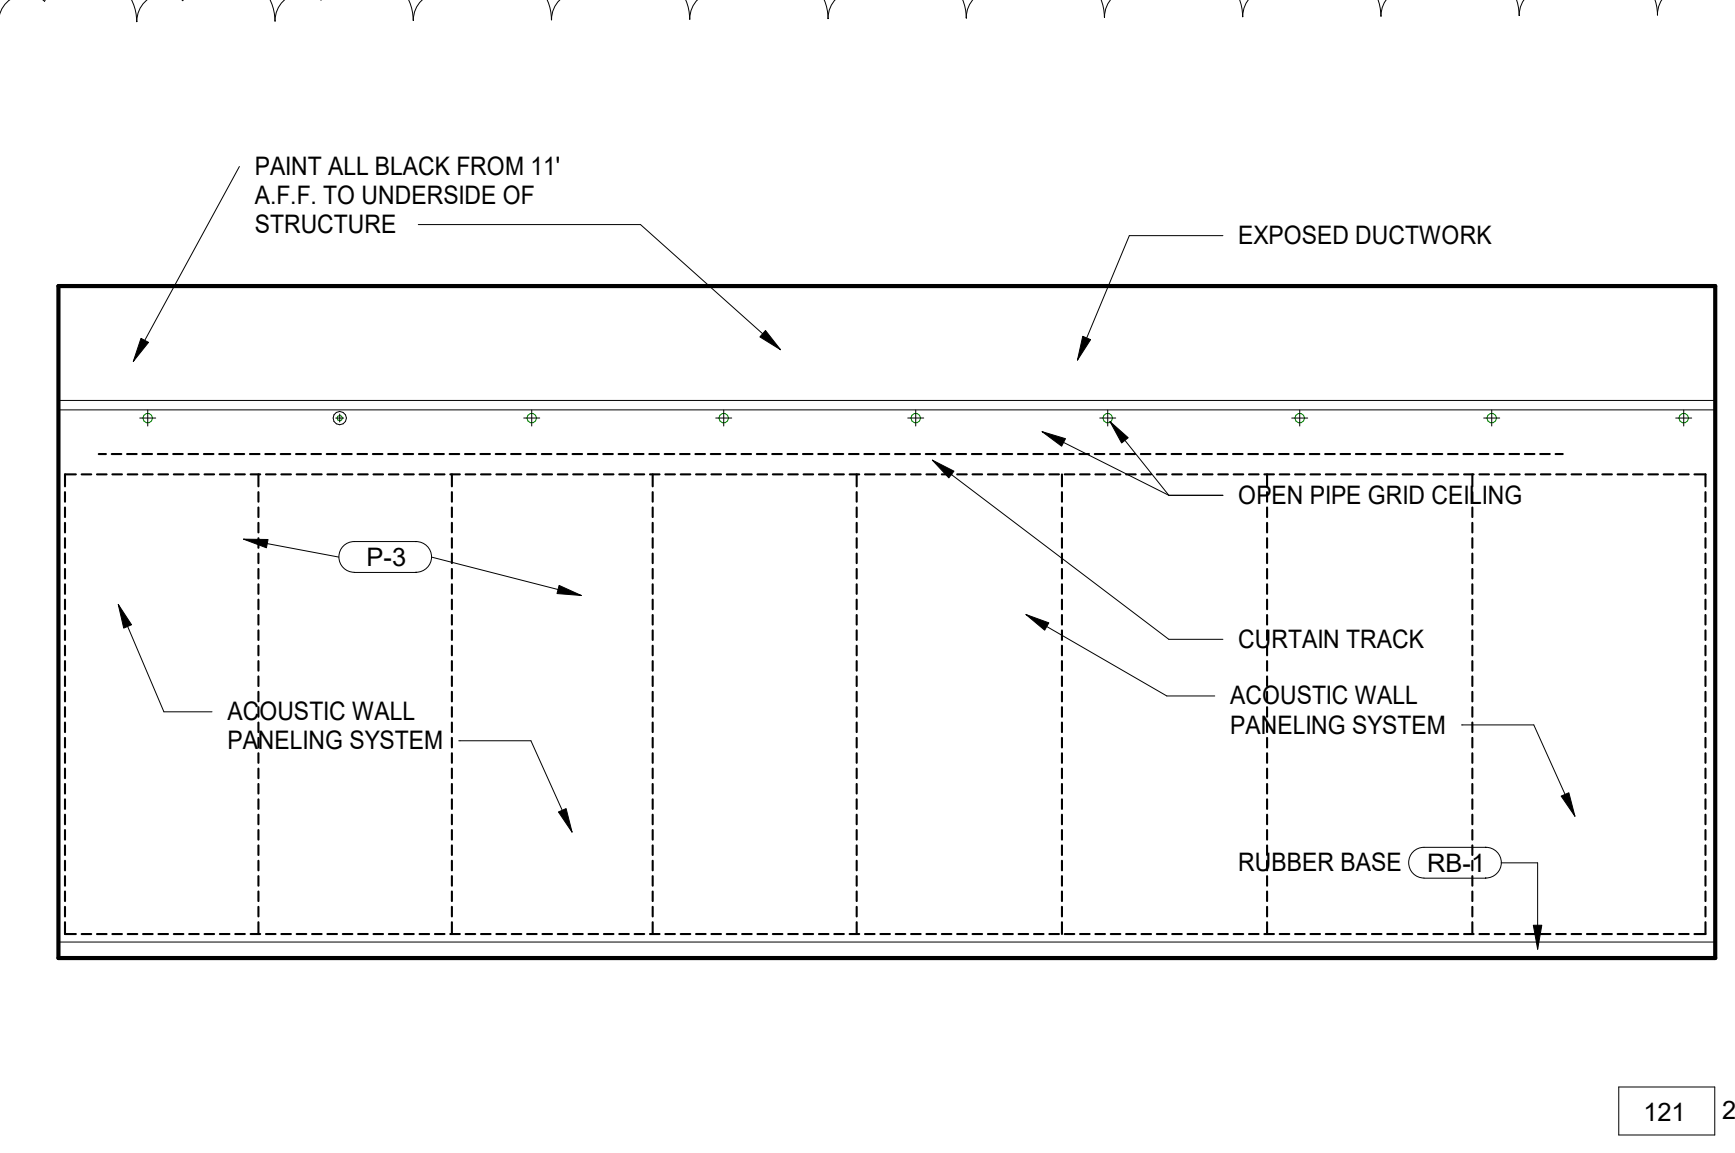 PAINT ALL BLACK FROM 11'
A.F.F. TO UNDERSIDE OF
STRUCTURE
EXPOSED DUCTWORK
OPEN PIPE GRID CEILING
P-3
CURTAIN TRACK
ACOUSTIC WALL
PANELING SYSTEM
ACOUSTIC WALL
PANELING SYSTEM
RUBBER BASE RB-1
121 2